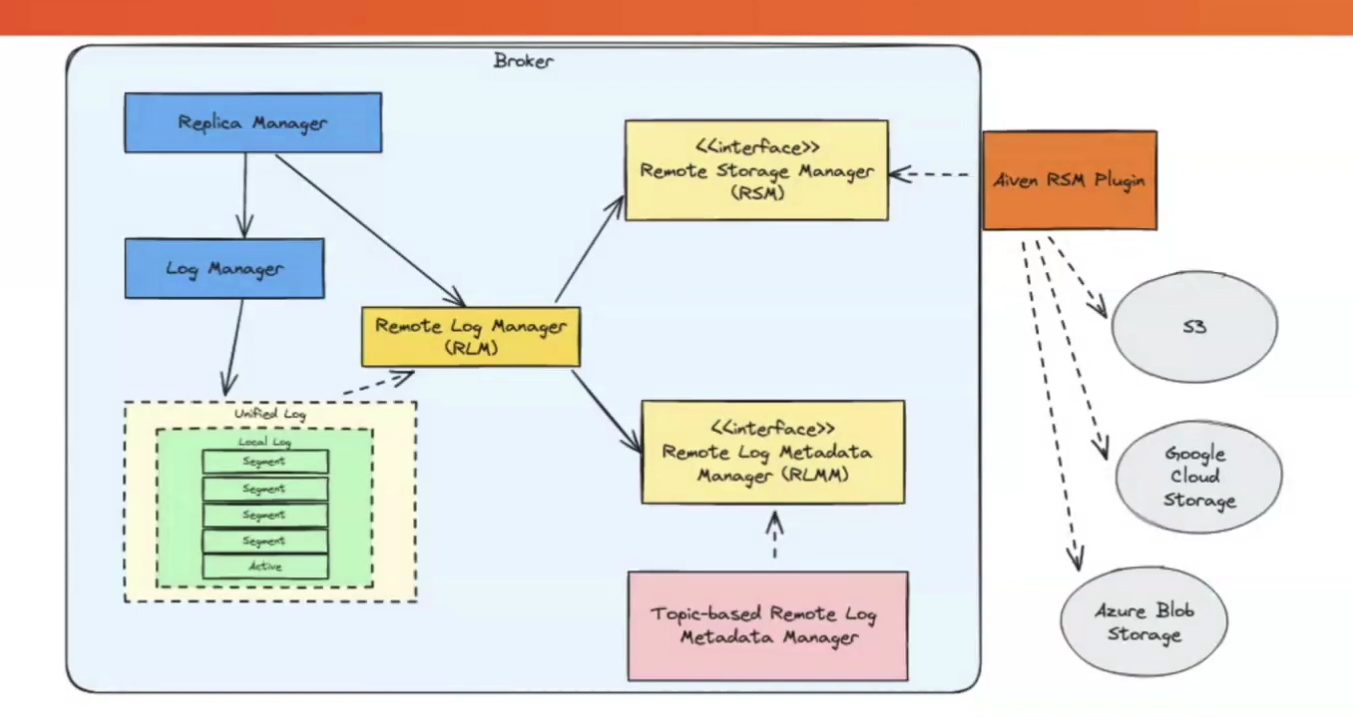 Broker
Replica Manager
<<interface>>
Remote Storage Manager
(RSM)
Aiven RSM Plugin
Log Manager
Remote Log Manager
(RLM)
S3
Unified Log
Local Log
Segment
Segment
Segment
Segment
Active
<<interface>>
Remote Log Metadata
Manager (RLMM)
Google
Cloud
Storage
Topic-based Remote Log
Metadata Manager
Azure Blob
Storage